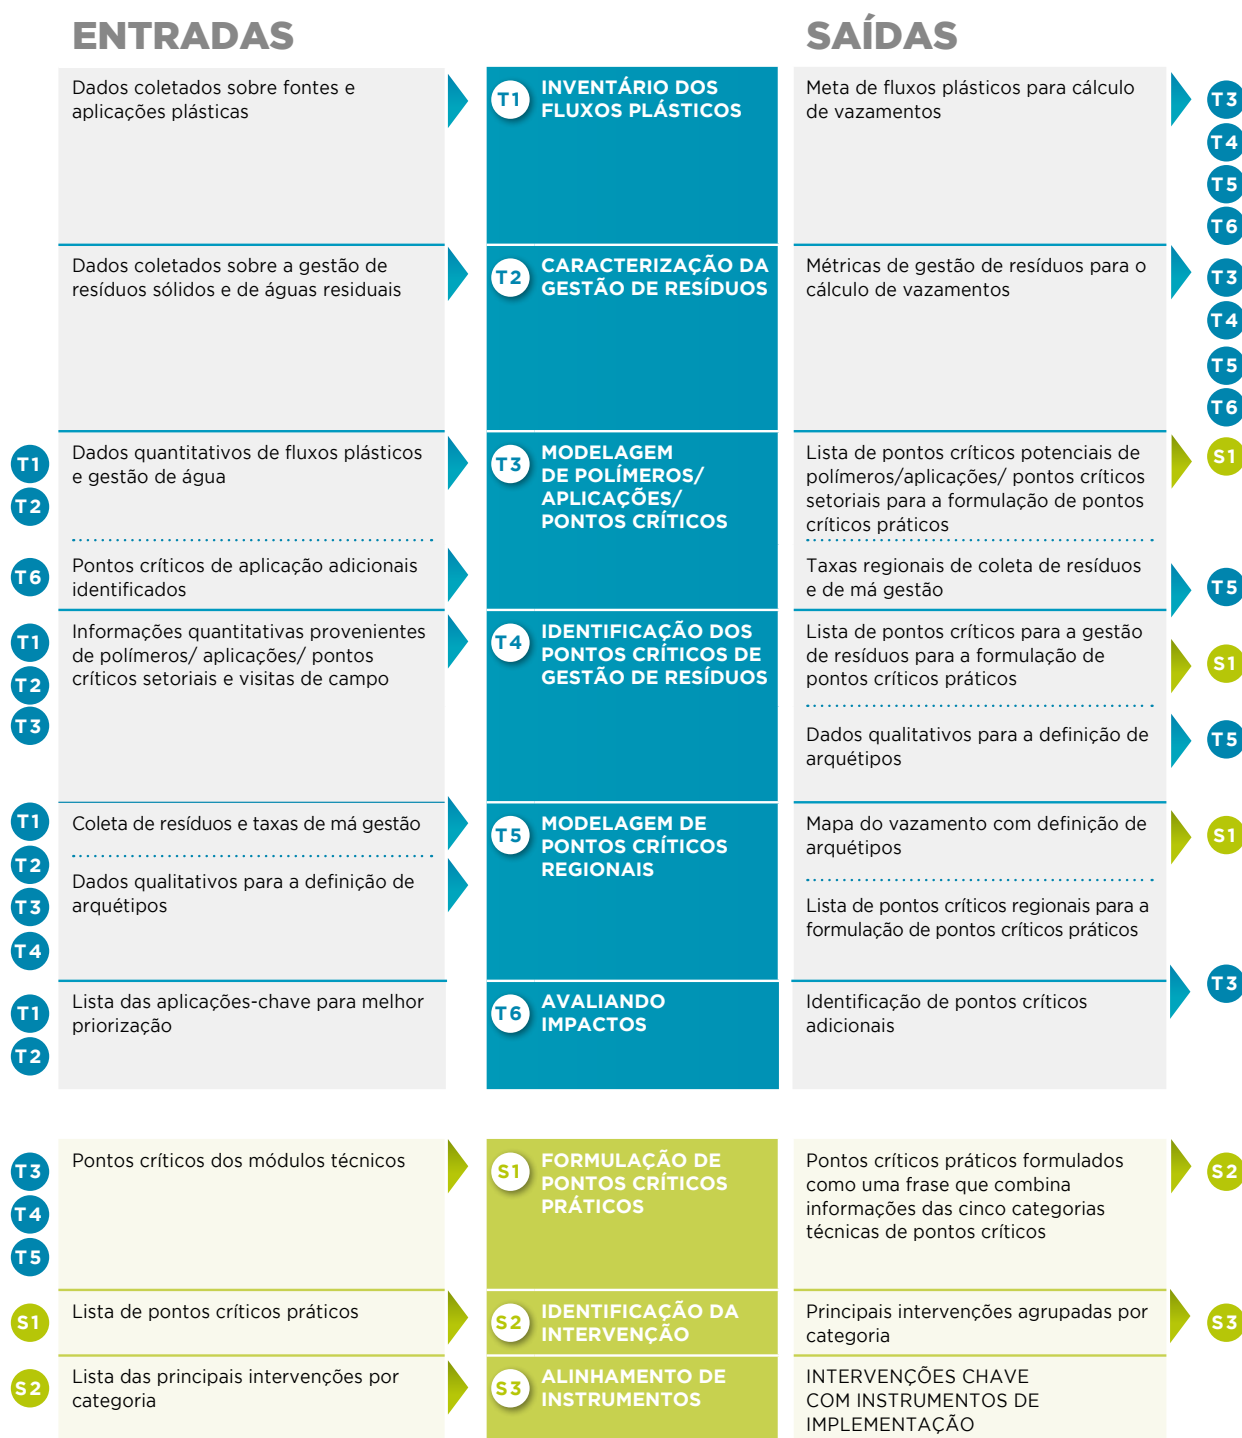 ENTRADAS
SAÍDAS
Dados coletados sobre fontes e
aplicações plásticas
T1
INVENTÁRIO DOS
FLUXOS PLÁSTICOS
Meta de fluxos plásticos para cálculo
de vazamentos
T3
T4
T5
T6
Dados coletados sobre a gestão de
resíduos sólidos e de águas residuais
T2
CARACTERIZAÇÃO DA
GESTÃO DE RESÍDUOS
Métricas de gestão de resíduos para o
cálculo de vazamentos
T3
T4
T5
T6
T1
T2
Dados quantitativos de fluxos plásticos
e gestão de água
T6
Pontos críticos de aplicação adicionais
identificados
T3
MODELAGEM
DE POLÍMEROS/
APLICAÇÕES/
PONTOS CRÍTICOS
Lista de pontos críticos potenciais de
polímeros/aplicações/ pontos críticos
setoriais para a formulação de pontos
críticos práticos
S1
Taxas regionais de coleta de resíduos
e de má gestão
T5
T1
T2
T3
Informações quantitativas provenientes
de polímeros/ aplicações/ pontos
críticos setoriais e visitas de campo
T4
IDENTIFICAÇÃO DOS
PONTOS CRÍTICOS DE
GESTÃO DE RESÍDUOS
Lista de pontos críticos para a gestão
de resíduos para a formulação de
pontos críticos práticos
S1
Dados qualitativos para a definição de
arquétipos
T5
T1
T2
T3
T4
Coleta de resíduos e taxas de má gestão
Dados qualitativos para a definição de
arquétipos
T5
MODELAGEM DE
PONTOS CRÍTICOS
REGIONAIS
Mapa do vazamento com definição de
arquétipos
S1
Lista de pontos críticos regionais para a
formulação de pontos críticos práticos
T1
T2
Lista das aplicações-chave para melhor
priorização
T6
AVALIANDO
IMPACTOS
Identificação de pontos críticos
adicionais
T3
T3
T4
T5
Pontos críticos dos módulos técnicos
S1
FORMULAÇÃO DE
PONTOS CRÍTICOS
PRÁTICOS
Pontos críticos práticos formulados
como uma frase que combina
informações das cinco categorias
técnicas de pontos críticos
S2
S1
Lista de pontos críticos práticos
S2
IDENTIFICAÇÃO DA
INTERVENÇÃO
Principais intervenções agrupadas por
categoria
S3
S2
Lista das principais intervenções por
categoria
S3
ALINHAMENTO DE
INSTRUMENTOS
INTERVENÇÕES CHAVE
COM INSTRUMENTOS DE
IMPLEMENTAÇÃO